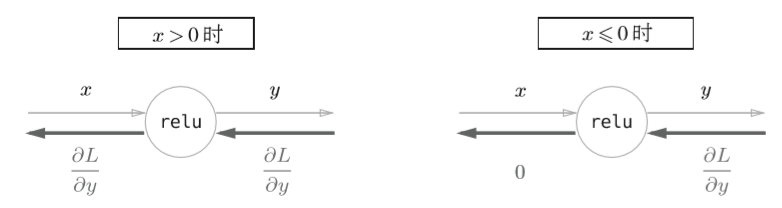 x > 0 时
x ⩽ 0 时
x
y
relu
∂L
∂y
∂L
∂y
x
y
relu
0
∂L
∂y